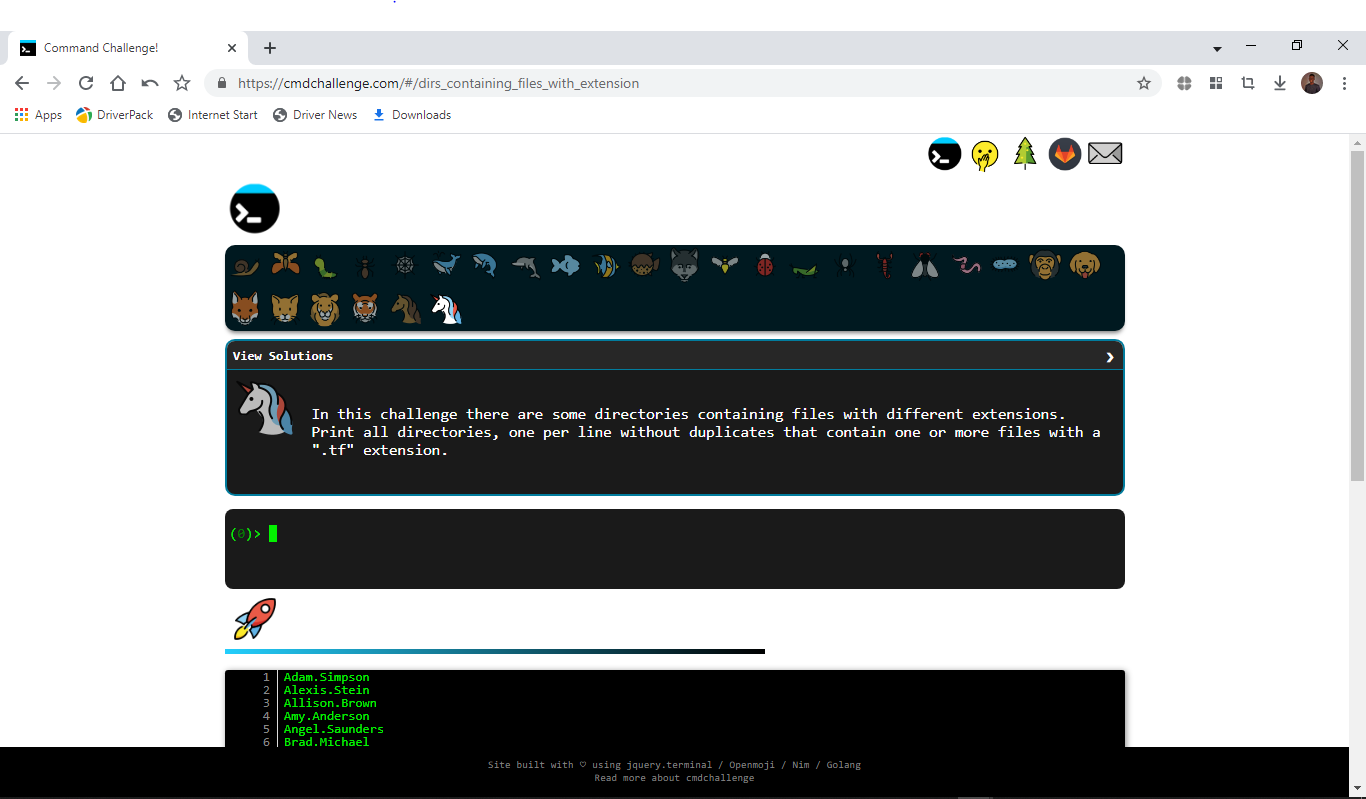 Command Challenge!
https://cmdchallenge.com/#/dirs_containing_files_with_extension
Apps DriverPack Internet Start Driver News Downloads
View Solutions
In this challenge there are some directories containing files with different extensions.
Print all directories, one per line without duplicates that contain one or more files with a
".tf" extension.
(0)>
1 Adam.Simpson
2 Alexis.Stein
3 Allison.Brown
4 Amy.Anderson
5 Angel.Saunders
6 Brad.Michael
Site built with ♡ using jquery.terminal / Openmoji / Nim / Golang
Read more about cmdchallenge